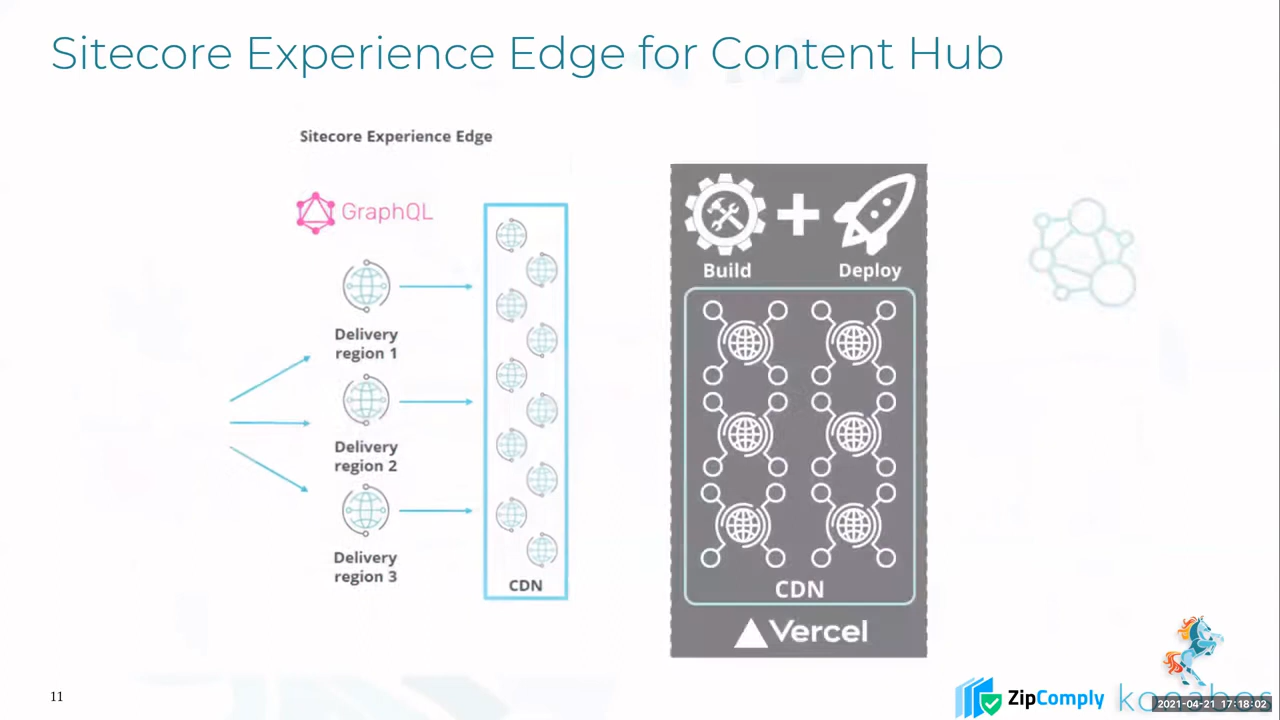 Sitecore Experience Edge for Content Hub
Sitecore Experience Edge
GraphQL
Delivery
region 1
Delivery
region 2
Delivery
region 3
CDN
Build
Deploy
CDN
Vercel
11
ZipComply
2021-04-21 17:18:02